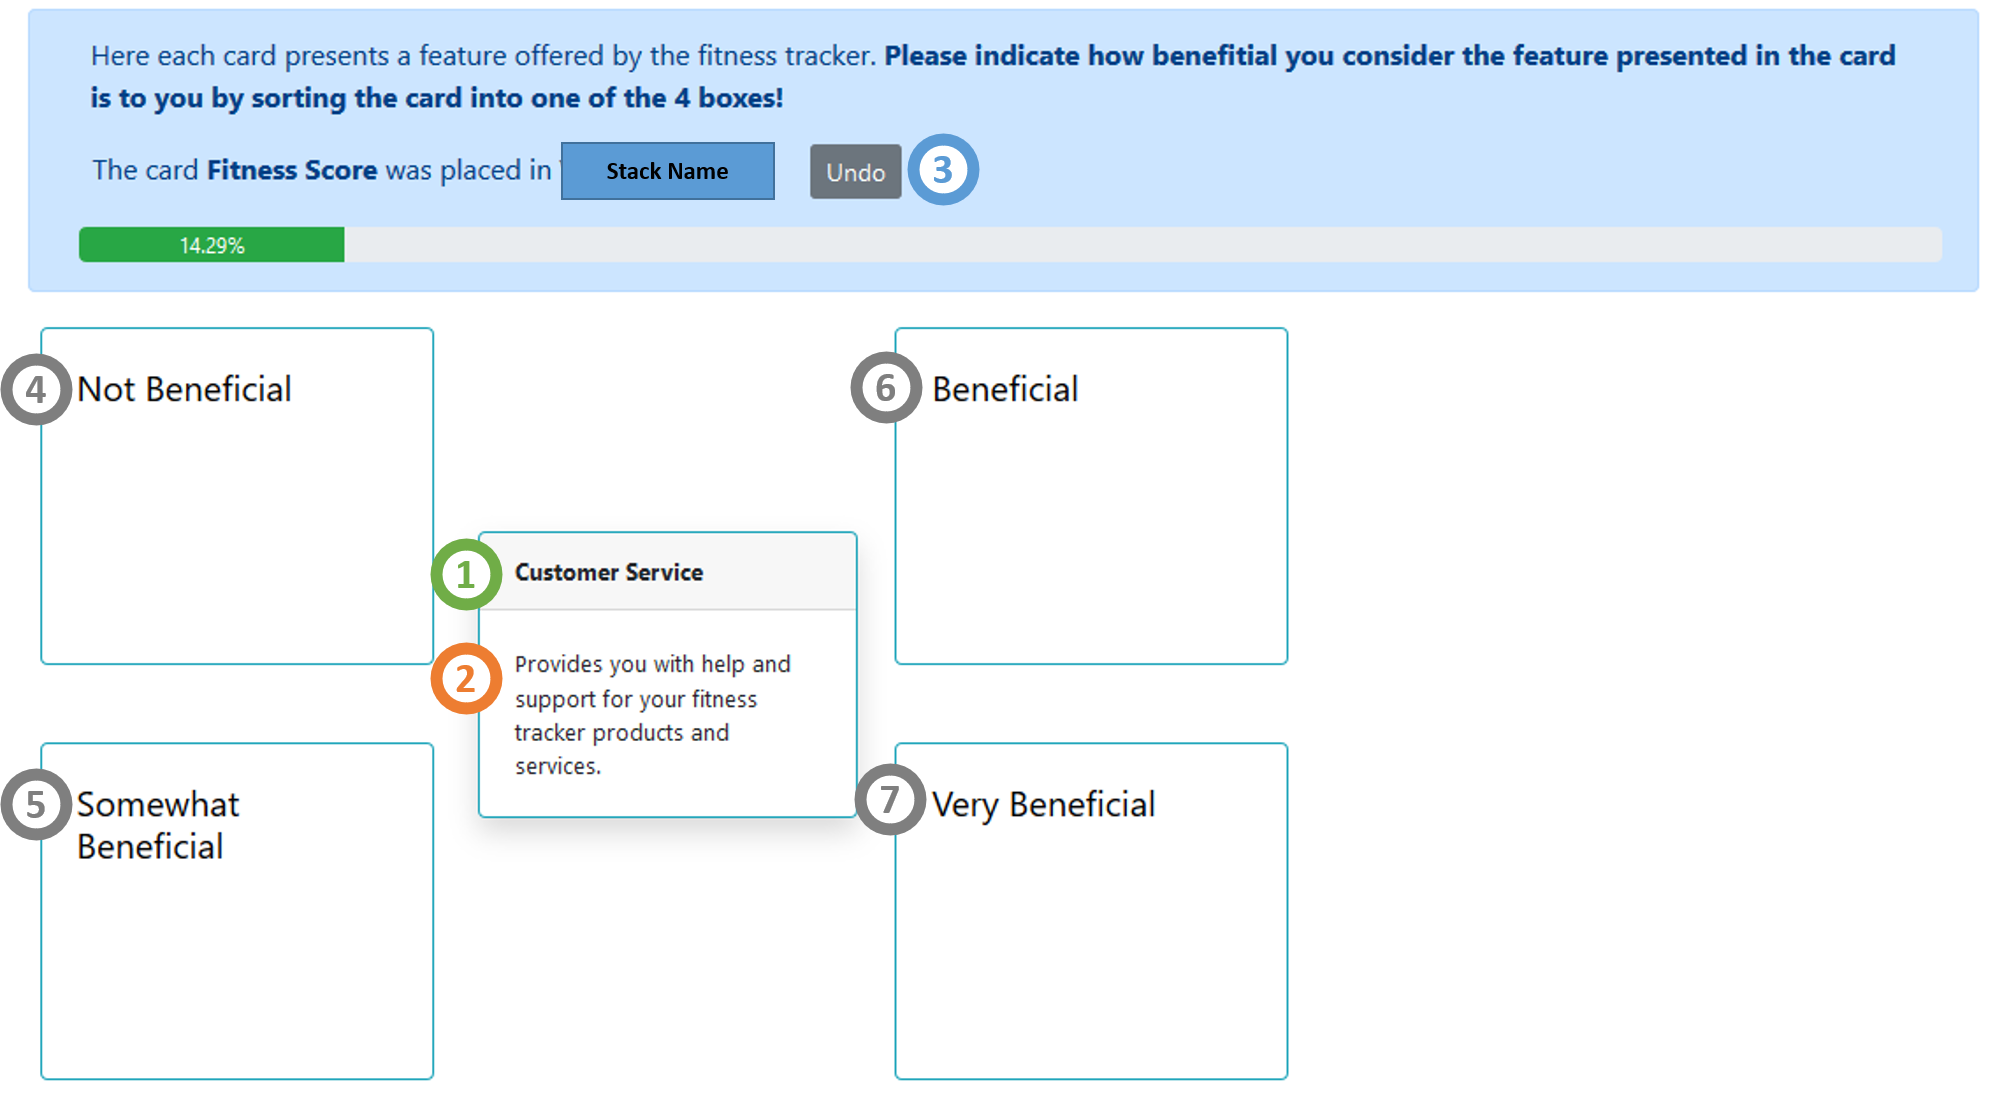 Here each card presents a feature offered by the fitness tracker. Please indicate how benefitial you consider the feature presented in the card
is to you by sorting the card into one of the 4 boxes!
The card Fitness Score was placed in Stack Name Undo 3
14.29%
4 Not Beneficial
6 Beneficial
1 Customer Service
2 Provides you with help and
support for your fitness
tracker products and
services.
5 Somewhat
Beneficial
7 Very Beneficial